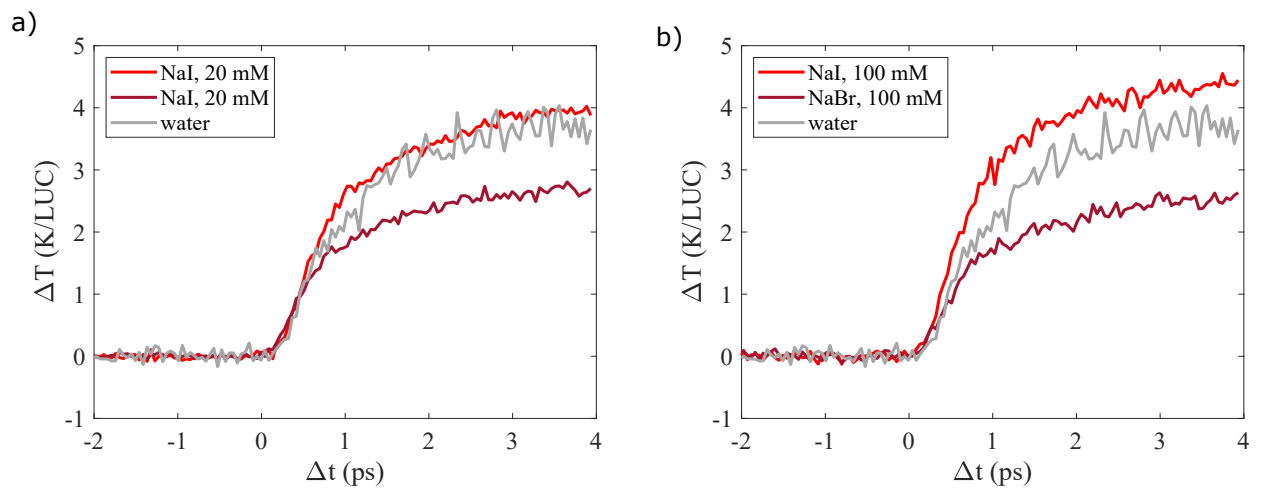 a)
5
4
3
2
1
0
-1
ΔT (K/LUC)
NaI, 20 mM
NaI, 20 mM
water
-2 -1 0 1 2 3 4
Δt (ps)
b)
5
4
3
2
1
0
-1
ΔT (K/LUC)
NaI, 100 mM
NaBr, 100 mM
water
-2 -1 0 1 2 3 4
Δt (ps)